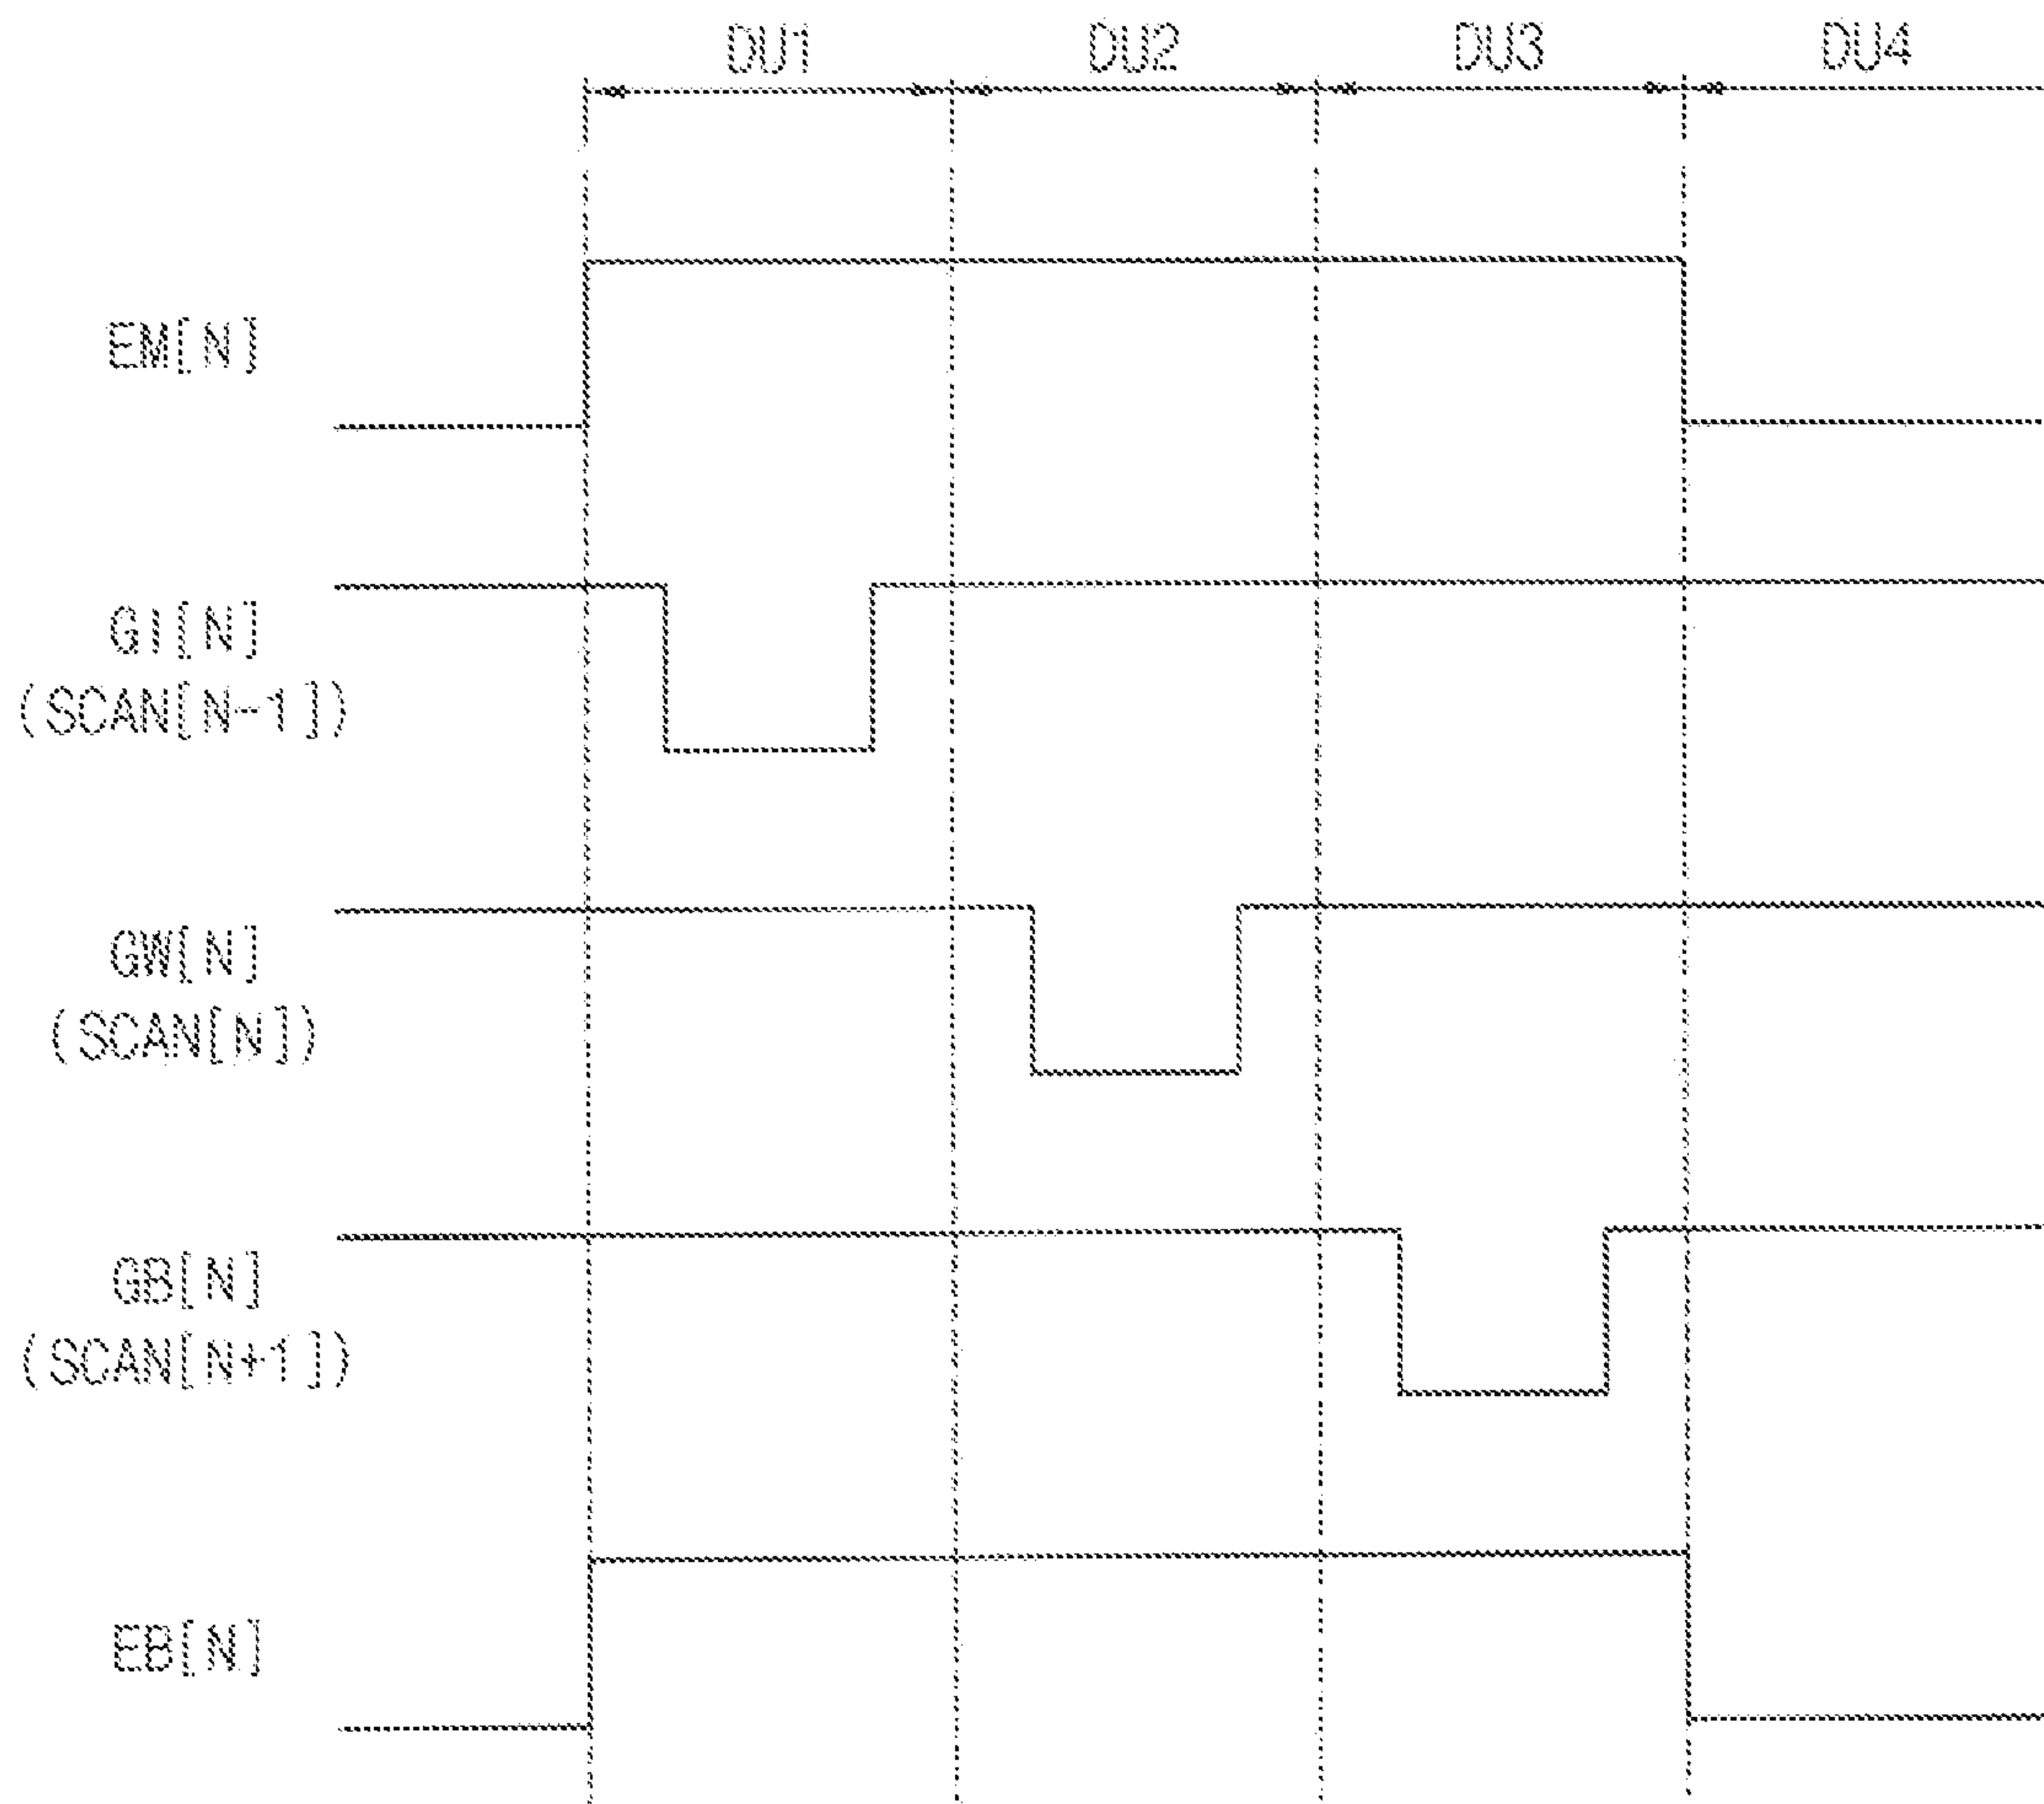 DU1 DU2 DU3 DU4
EM[N]
GI[N]
(SCAN[N-1])
GW[N]
(SCAN[N])
GB[N]
(SCAN[N+1])
EB[N]